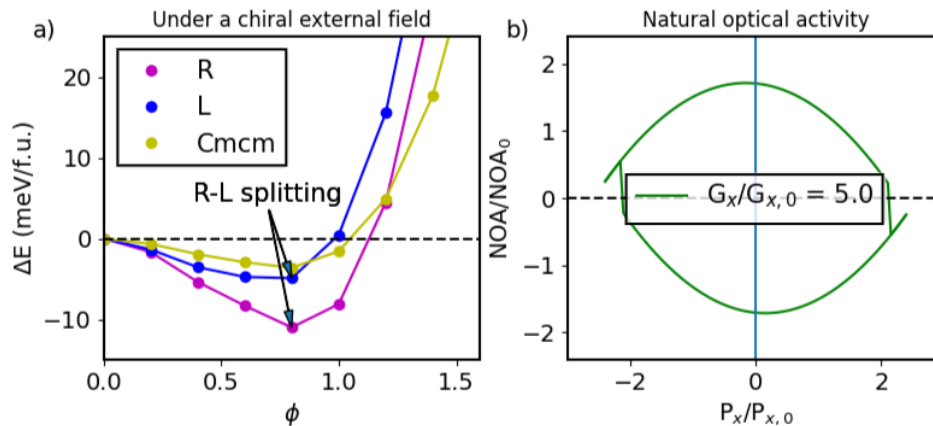 Under a chiral external field
a)
R
L
Cmcm
R-L splitting
ΔE (meV/f.u.)
20
10
0
−10
0.0
0.5
1.0
1.5
ϕ
Natural optical activity
b)
NOA/NOA₀
2
1
0
−1
−2
Gₓ/Gₓ,₀ = 5.0
−2
0
2
Pₓ/Pₓ,₀